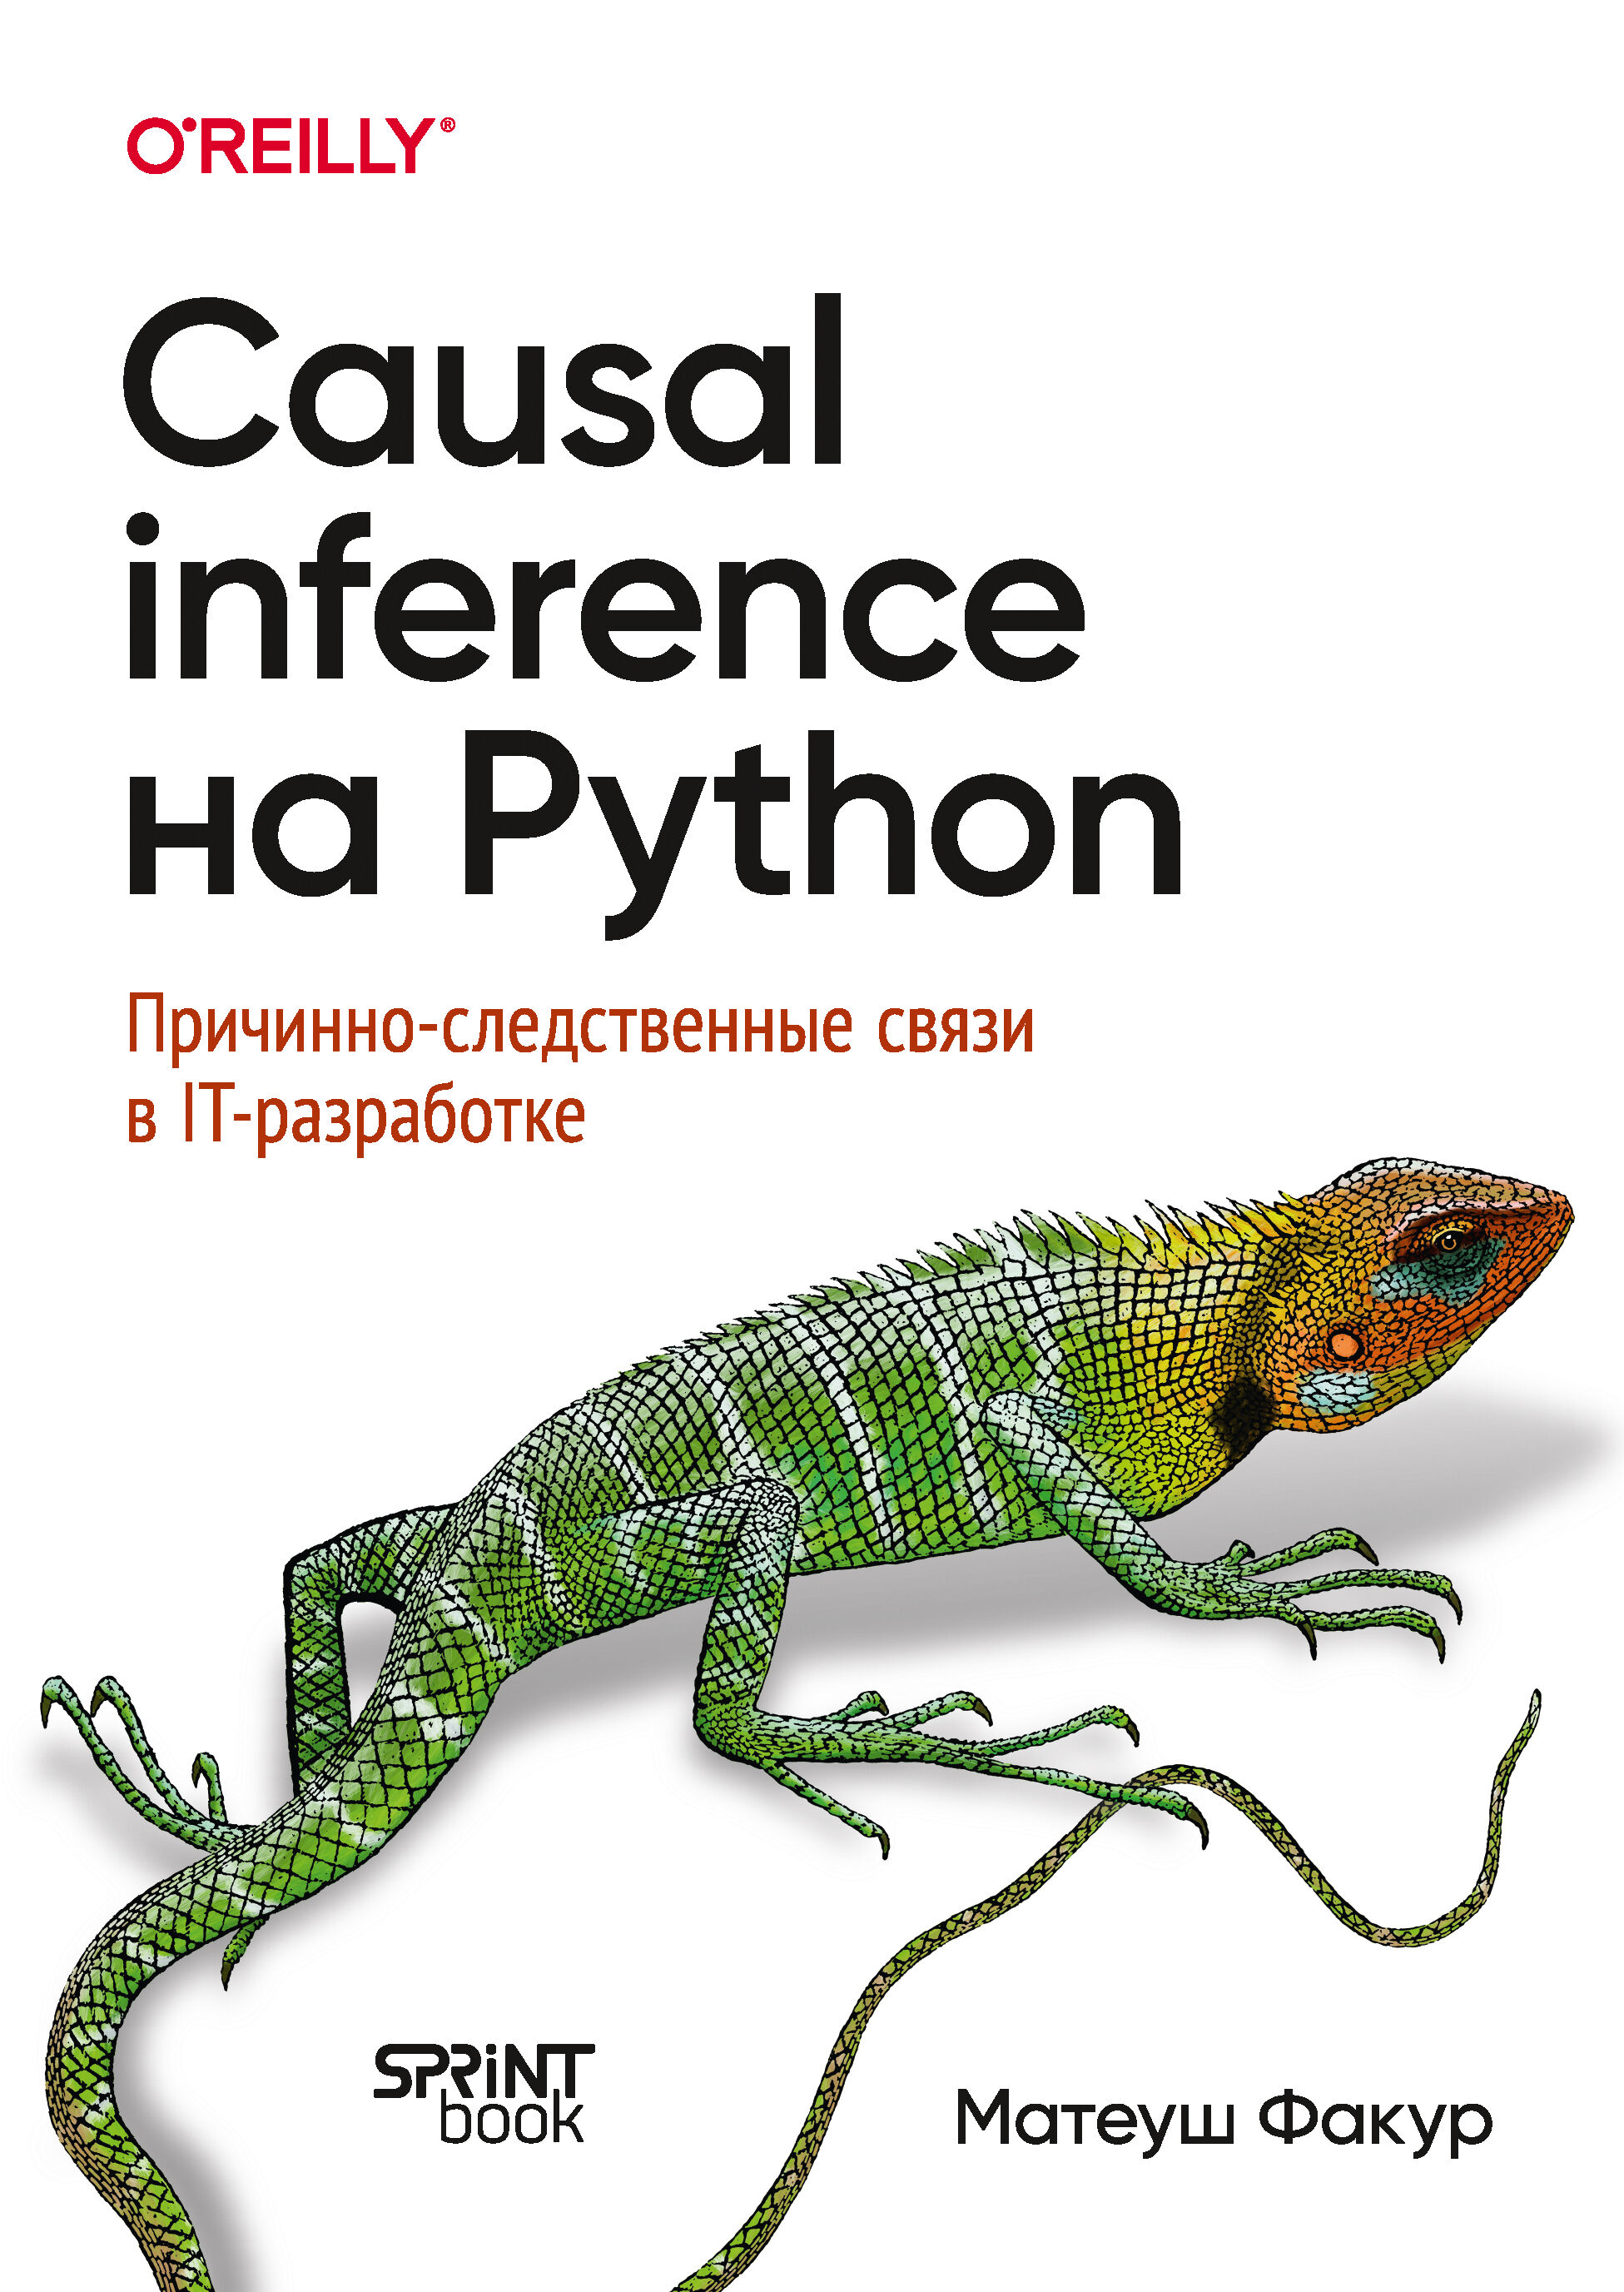 O'REILLY®
Causal
inference
на Python
Причинно-следственные связи
в IT-разработке
SPRiNT
book
Матеуш Факур